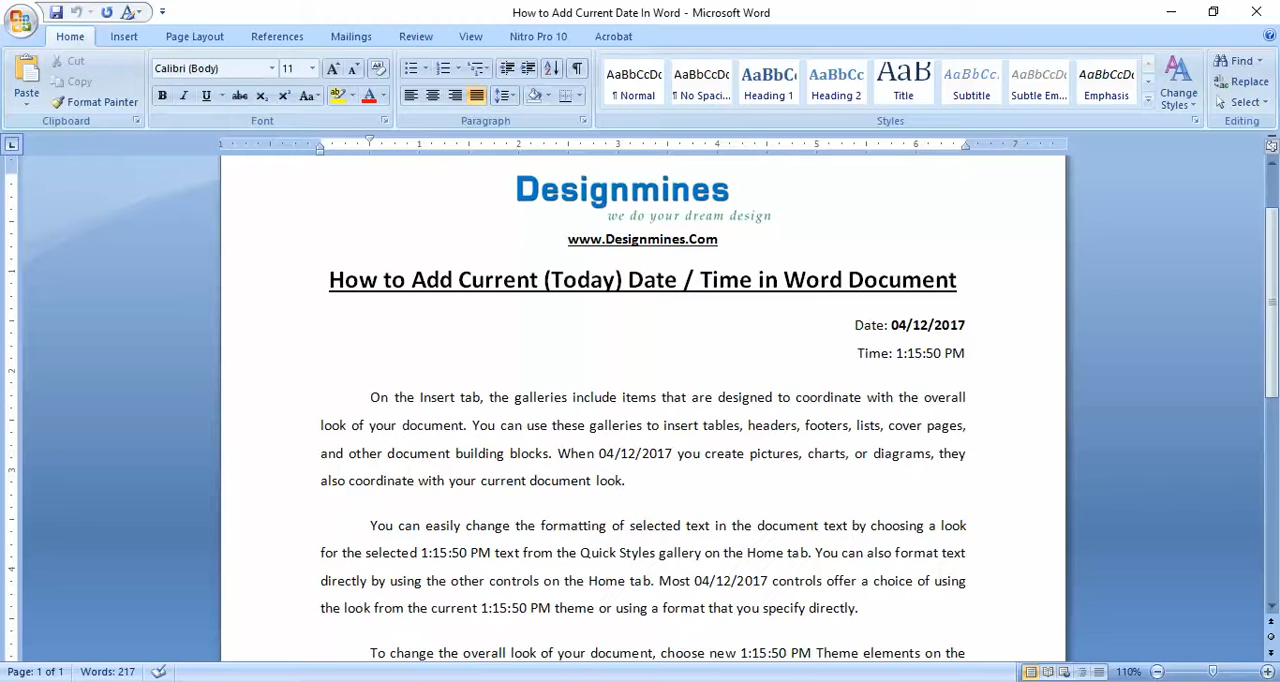 How to Add Current Date In Word - Microsoft Word
Home Insert Page Layout References Mailings Review View Nitro Pro 10 Acrobat
Paste
Cut
Copy
Format Painter
Clipboard
Calibri (Body) 11
B I U abe X₂ X² Aa A
Font
Paragraph
AaBbCcDc AaBbCcDc AaBbC AaBbCc AaB AaBbCc. AaBbCcDc AaBbCcDc
¶ Normal ¶ No Spaci... Heading 1 Heading 2 Title Subtitle Subtle Em... Emphasis
Change Styles
Styles
Find
Replace
Select
Editing
1 1 2 3 4 5 6 7
Designmines
we do your dream design
www.Designmines.Com
How to Add Current (Today) Date / Time in Word Document
Date: 04/12/2017
Time: 1:15:50 PM
On the Insert tab, the galleries include items that are designed to coordinate with the overall
look of your document. You can use these galleries to insert tables, headers, footers, lists, cover pages,
and other document building blocks. When 04/12/2017 you create pictures, charts, or diagrams, they
also coordinate with your current document look.
You can easily change the formatting of selected text in the document text by choosing a look
for the selected 1:15:50 PM text from the Quick Styles gallery on the Home tab. You can also format text
directly by using the other controls on the Home tab. Most 04/12/2017 controls offer a choice of using
the look from the current 1:15:50 PM theme or using a format that you specify directly.
To change the overall look of your document, choose new 1:15:50 PM Theme elements on the
Page: 1 of 1 Words: 217 110%